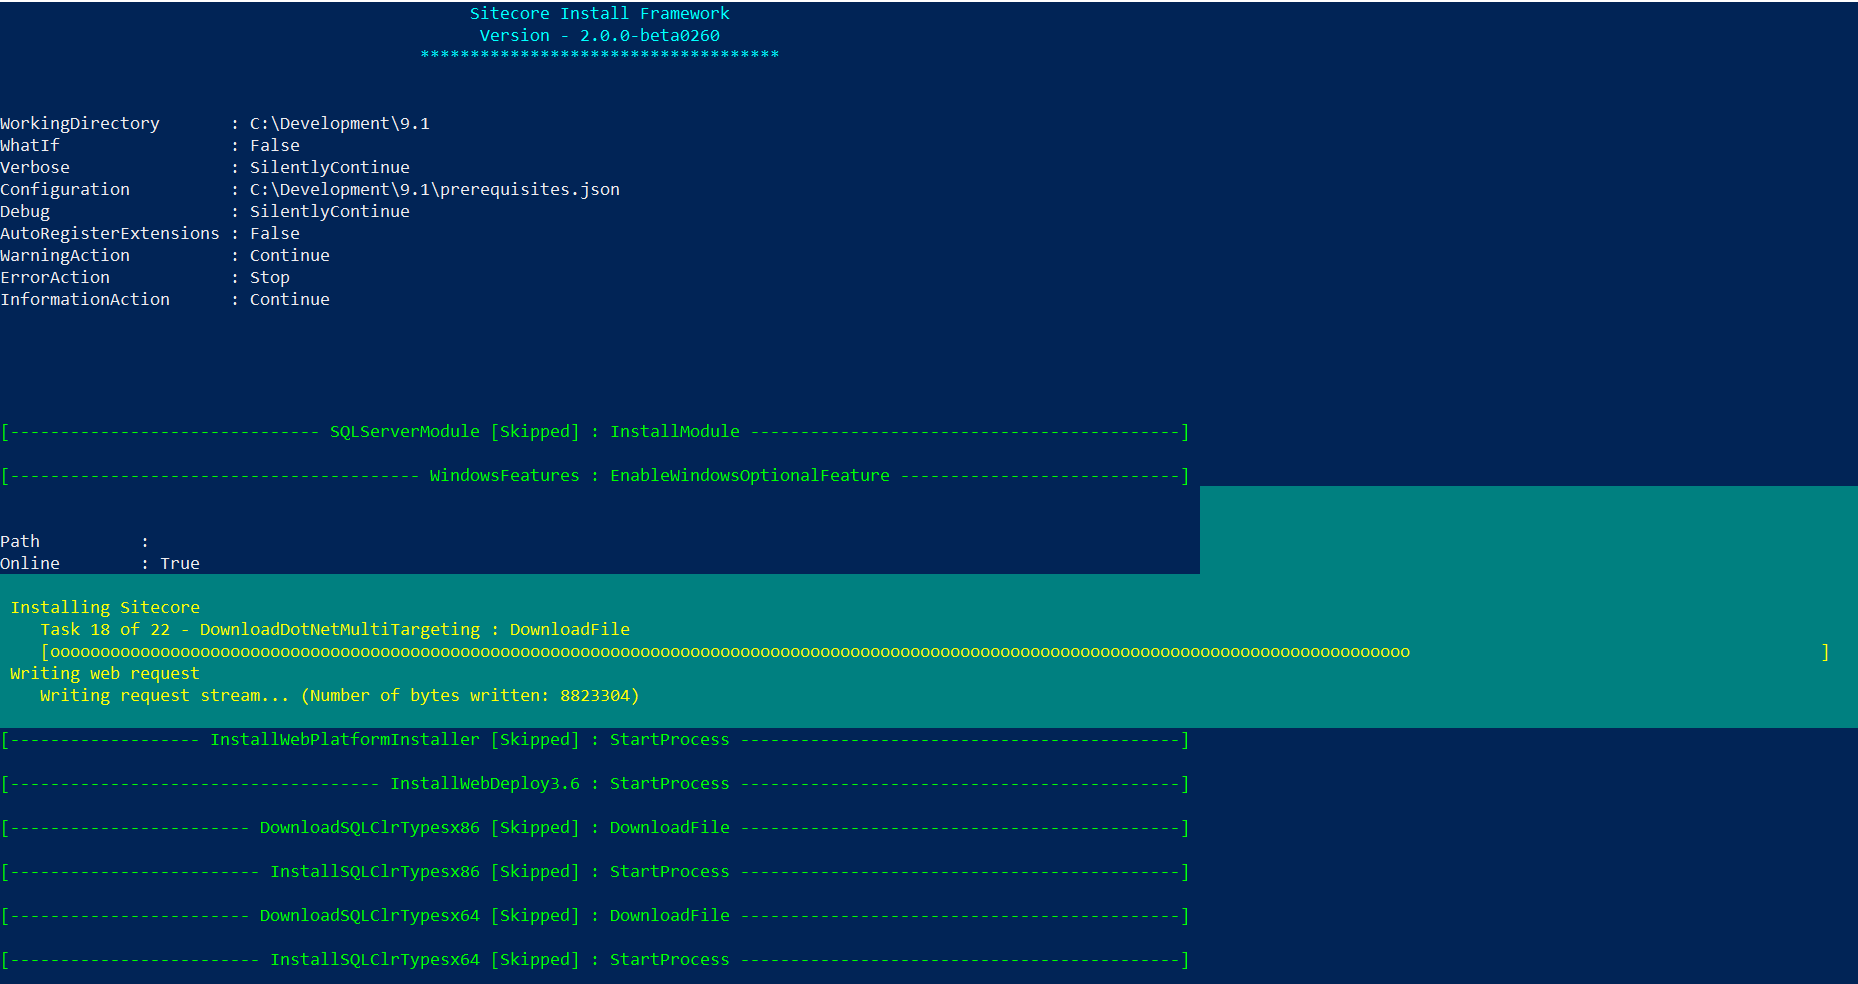 Sitecore Install Framework
Version - 2.0.0-beta0260
************************************
WorkingDirectory       : C:\Development\9.1
WhatIf                 : False
Verbose                : SilentlyContinue
Configuration          : C:\Development\9.1\prerequisites.json
Debug                  : SilentlyContinue
AutoRegisterExtensions : False
WarningAction          : Continue
ErrorAction            : Stop
InformationAction      : Continue
[------------------------------- SQLServerModule [Skipped] : InstallModule -------------------------------------------]
[----------------------------------------- WindowsFeatures : EnableWindowsOptionalFeature ----------------------------]
Path          :
Online        : True
Installing Sitecore
Task 18 of 22 - DownloadDotNetMultiTargeting : DownloadFile
[oooooooooooooooooooooooooooooooooooooooooooooooooooooooooooooooooooooooooooooooooooooooooooooooooooooooooooooooooooooooooooooooooooooooo                                         ]
Writing web request
Writing request stream... (Number of bytes written: 8823304)
[------------------- InstallWebPlatformInstaller [Skipped] : StartProcess --------------------------------------------]
[------------------------------------- InstallWebDeploy3.6 : StartProcess --------------------------------------------]
[------------------------ DownloadSQLClrTypesx86 [Skipped] : DownloadFile --------------------------------------------]
[------------------------- InstallSQLClrTypesx86 [Skipped] : StartProcess --------------------------------------------]
[------------------------ DownloadSQLClrTypesx64 [Skipped] : DownloadFile --------------------------------------------]
[------------------------- InstallSQLClrTypesx64 [Skipped] : StartProcess --------------------------------------------]